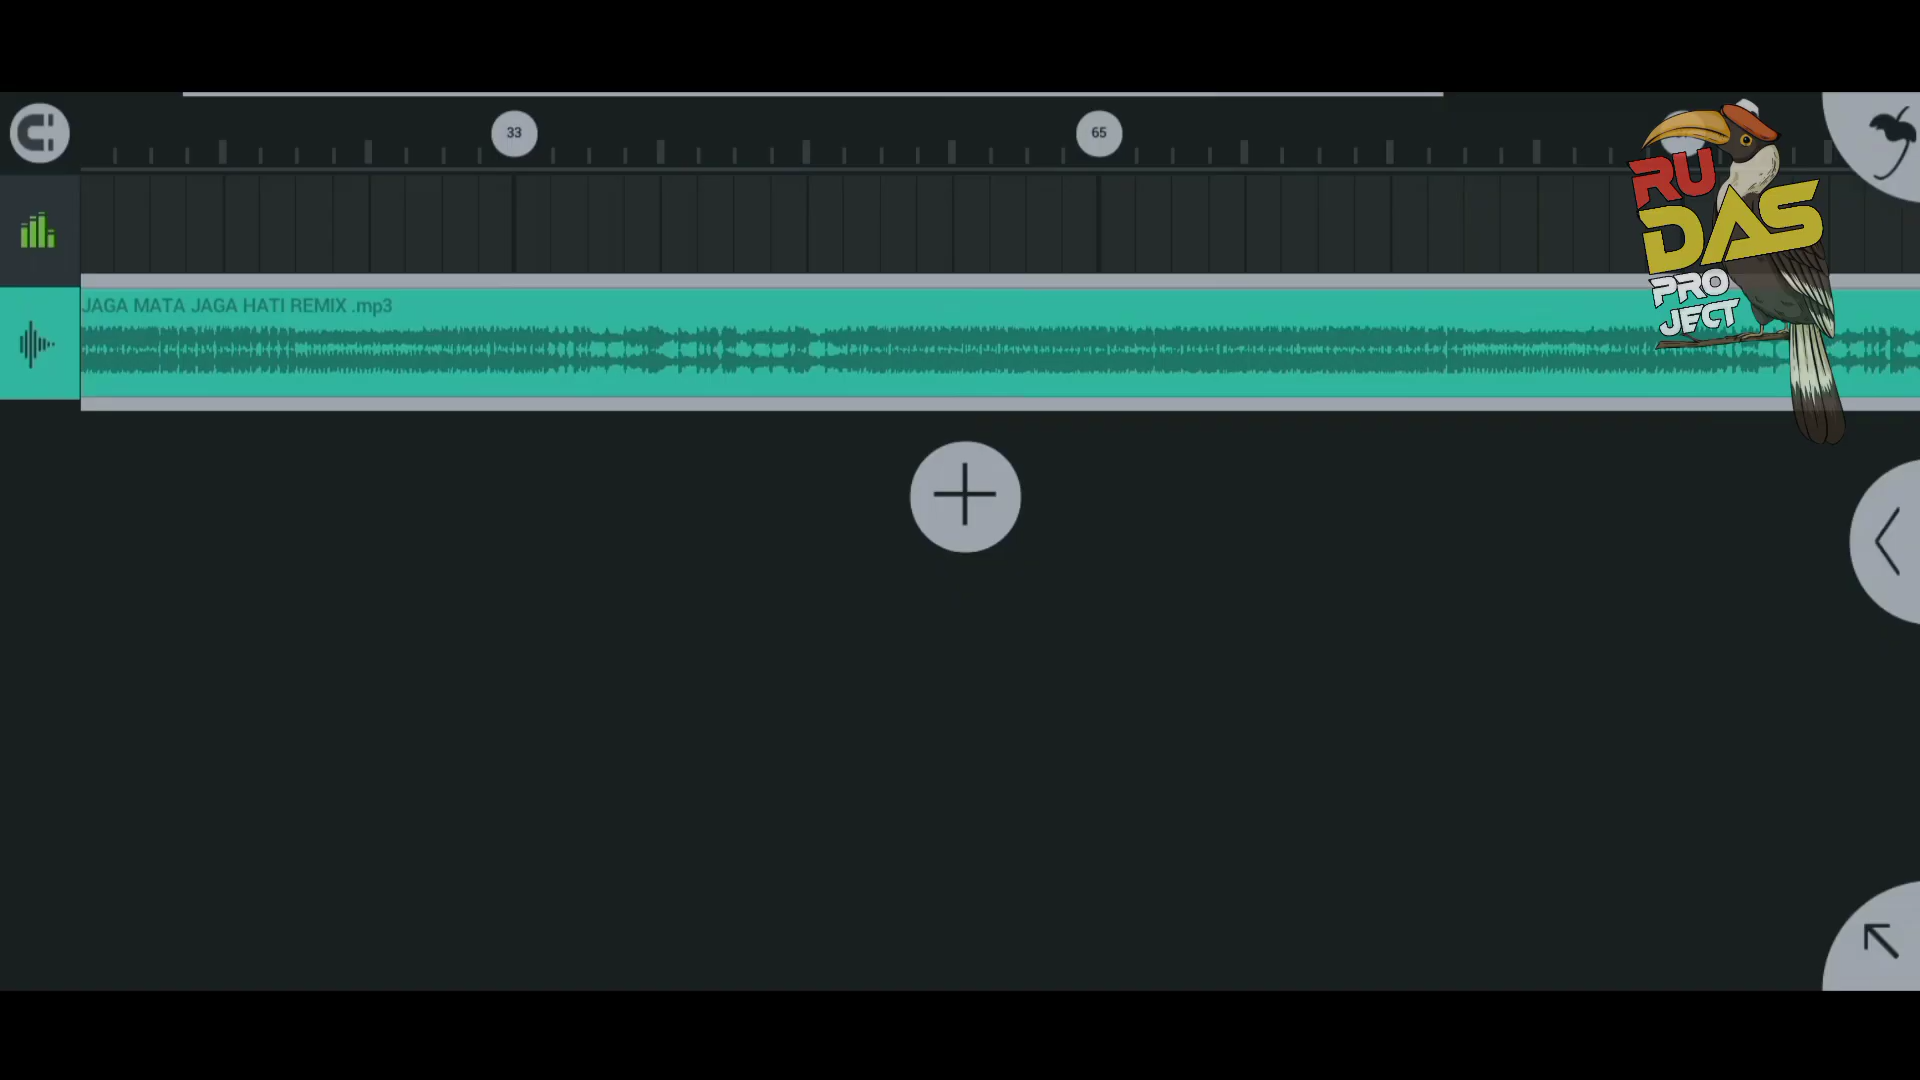 33
65
JAGA MATA JAGA HATI REMIX .mp3
RU
DAS
PRO
JECT